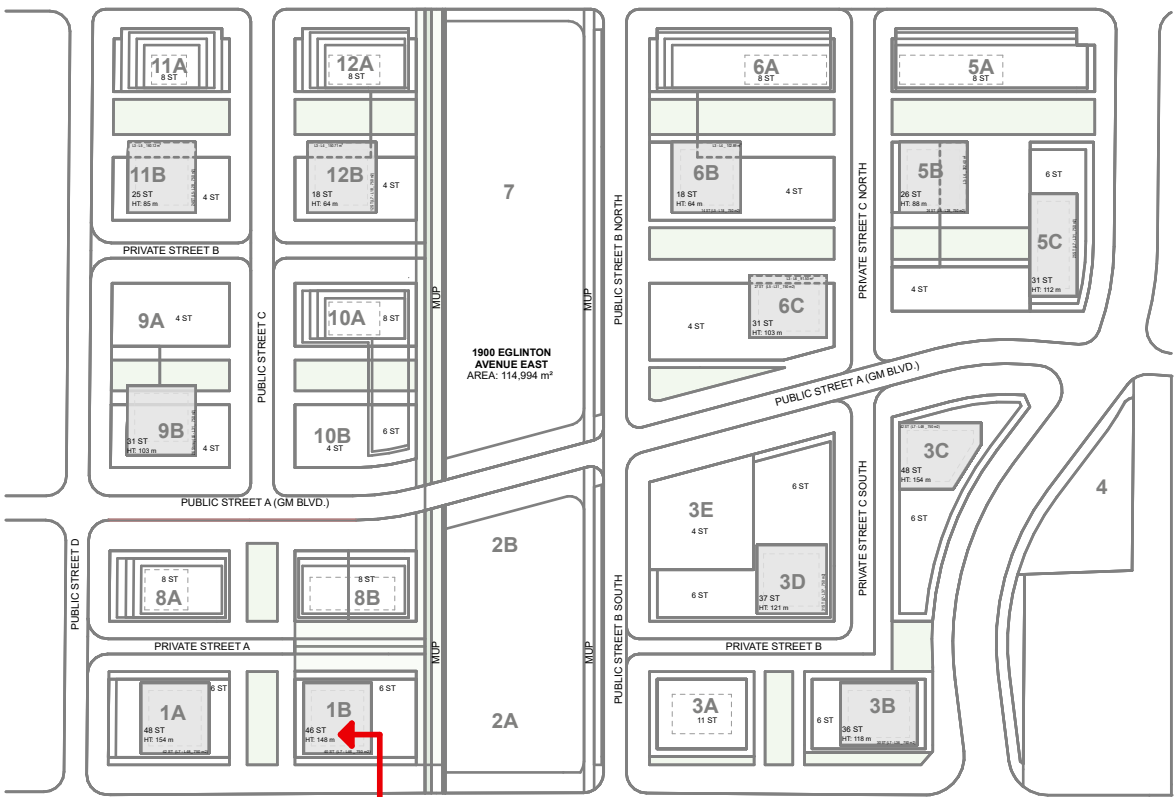 11A
8 ST
12A
8 ST
6A
8 ST
5A
8 ST
11B
25 ST
HT: 85 m
4 ST
12B
18 ST
HT: 64 m
4 ST
7
6B
18 ST
HT: 64 m
4 ST
5B
26 ST
HT: 88 m
6 ST
5C
31 ST
HT: 112 m
4 ST
PRIVATE STREET B
PUBLIC STREET C
MUP
MUP
PUBLIC STREET B NORTH
PRIVATE STREET C NORTH
9A
4 ST
10A
8 ST
6C
31 ST
HT: 103 m
4 ST
1900 EGLINTON
AVENUE EAST
AREA: 114,994 m²
PUBLIC STREET A (GM BLVD.)
9B
31 ST
HT: 103 m
4 ST
10B
4 ST
6 ST
3C
48 ST
HT: 154 m
6 ST
4
PUBLIC STREET A (GM BLVD.)
3E
4 ST
6 ST
PUBLIC STREET D
2B
PUBLIC STREET B SOUTH
PRIVATE STREET C SOUTH
8 ST
8A
8 ST
8B
3D
37 ST
HT: 121 m
6 ST
PRIVATE STREET A
MUP
MUP
PRIVATE STREET B
1A
48 ST
HT: 154 m
6 ST
1B
46 ST
HT: 148 m
6 ST
2A
3A
11 ST
6 ST
3B
36 ST
HT: 118 m